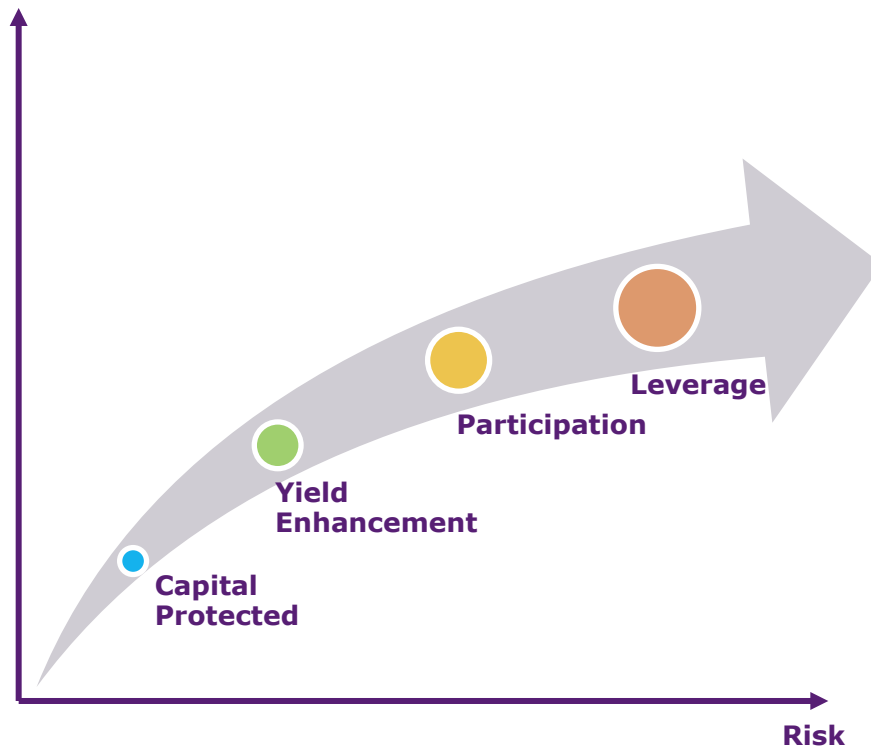 Leverage
Participation
Yield
Enhancement
Capital
Protected
Risk